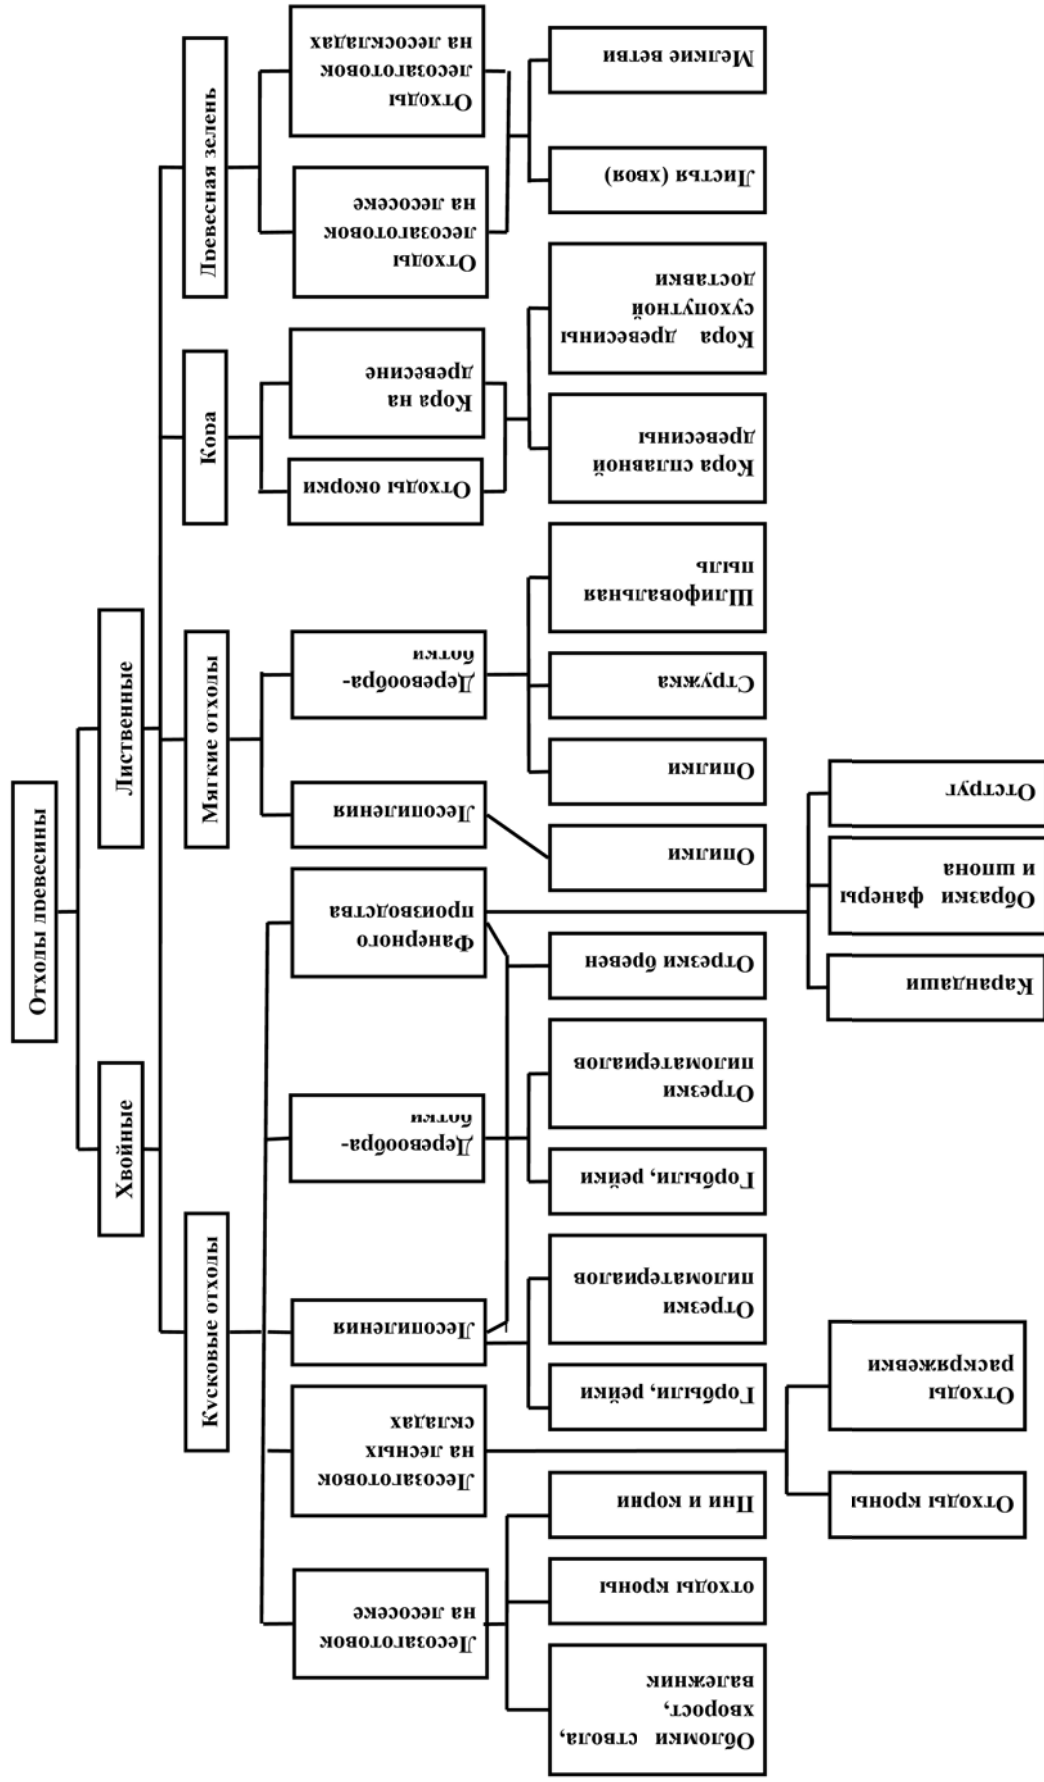 Отходы древесины
Хвойные
Лиственные
Кусковые отходы
Мягкие отходы
Кора
Древесная зелень
Лесозаготовок
на лесосеке
Лесозаготовок
на лесных
складах
Лесопиления
Деревообра-
ботки
Фанерного
производства
Лесопиления
Деревообра-
ботки
Отходы окорки
Кора на
древесине
Отходы
лесозаготовок
на лесосеке
Отходы
лесозаготовок
на лесоскладах
Обломки ствола,
хворост,
валежник
отходы кроны
Пни и корни
Горбыли, рейки
Отрезки
пиломатериалов
Горбыли, рейки
Отрезки
пиломатериалов
Отрезки бревен
Опилки
Опилки
Стружка
Шлифовальная
пыль
Кора сплавной
древесины
Кора древесины
сухопутной
доставки
Листья (хвоя)
Мелкие ветви
Отходы кроны
Отходы
раскряжевки
Карандаши
Образки фанеры
и шпона
Отструг